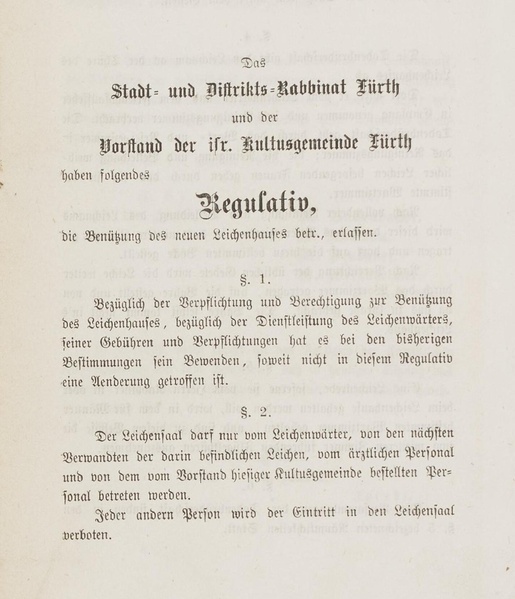 Das
Stadt- und Distrikts-Rabbinat Fürth
und der
Vorstand der isr. Kultusgemeinde Fürth
haben folgendes
Regulativ,
die Benützung des neuen Leichenhauses betr., erlassen.
§. 1.
Bezüglich der Verpflichtung und Berechtigung zur Benützung
des Leichenhauses, bezüglich der Dienstleistung des Leichenwärters,
seiner Gebühren und Verpflichtungen hat es bei den bisherigen
Bestimmungen sein Bewenden, soweit nicht in diesem Regulativ
eine Aenderung getroffen ist.
§. 2.
Der Leichensaal darf nur vom Leichenwärter, von den nächsten
Verwandten der darin befindlichen Leichen, vom ärztlichen Personal
und von dem vom Vorstand hiesiger Kultusgemeinde bestellten Per-
sonal betreten werden.
Jeder andern Person wird der Eintritt in den Leichensaal
verboten.